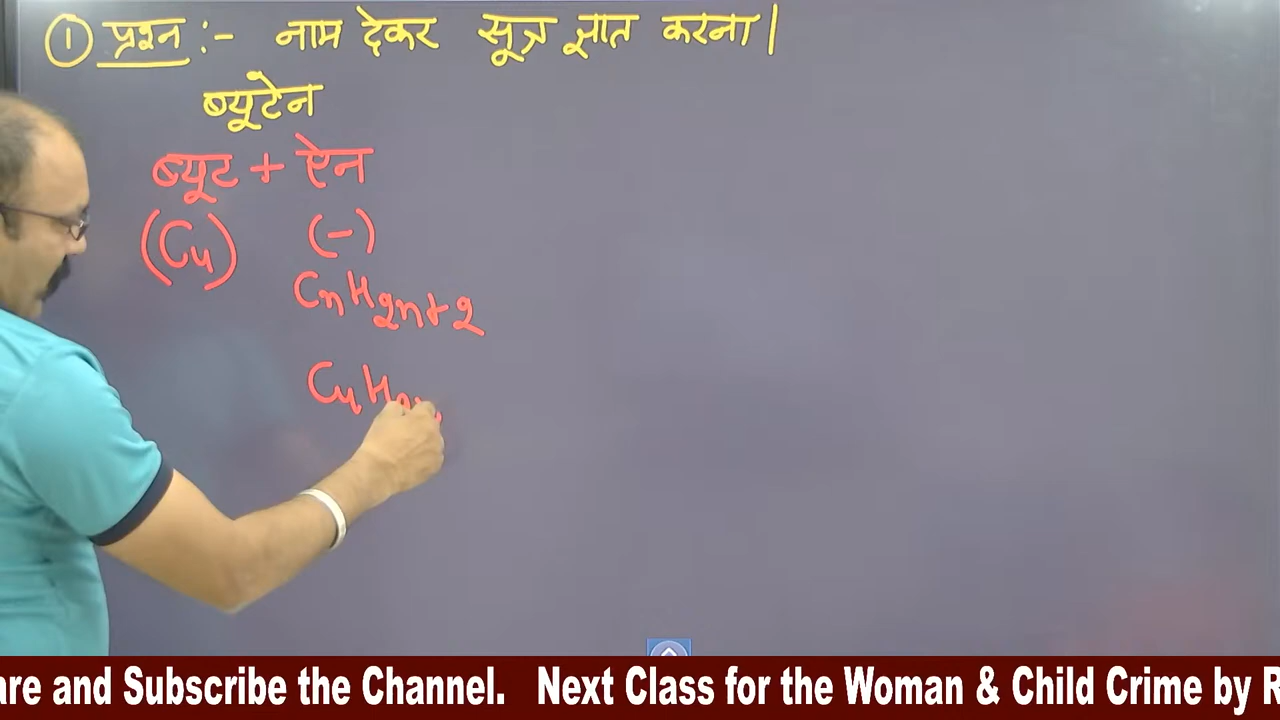 ① प्रश्न :- नाम देकर सूत्र ज्ञात करना|
ब्यूटेन
ब्यूट + ऐन
(C4) (-)
CnH2n+2
C4H2
are and Subscribe the Channel. Next Class for the Woman & Child Crime by R